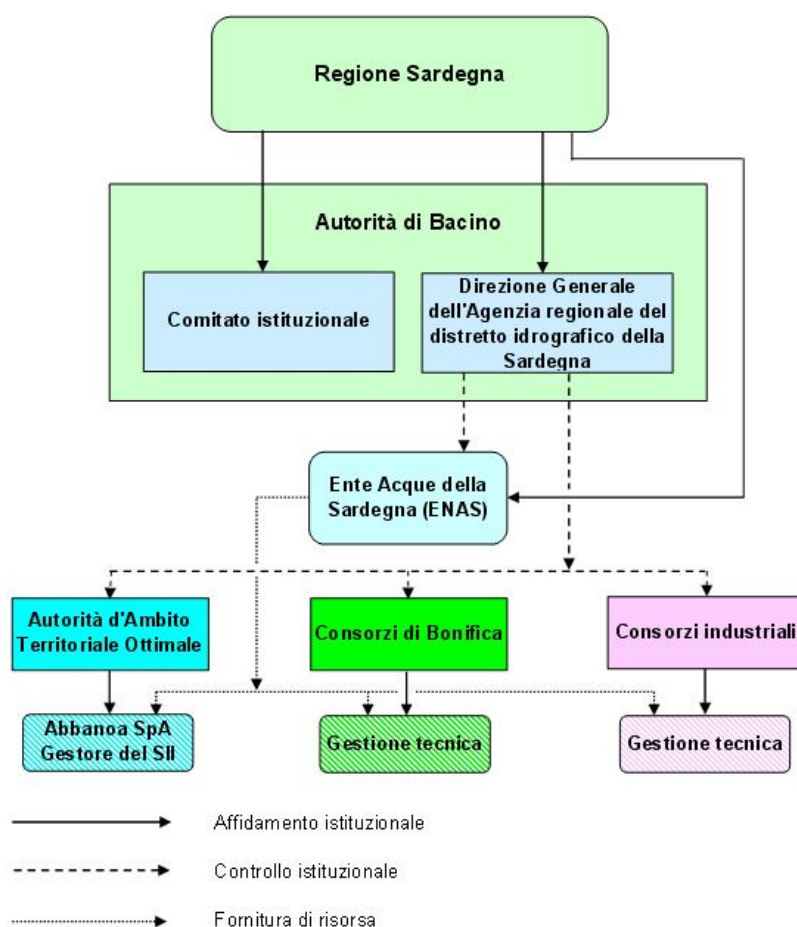 Regione Sardegna
Autorità di Bacino
Comitato istituzionale
Direzione Generale
dell'Agenzia regionale del
distretto idrografico della
Sardegna
Ente Acque della
Sardegna (ENAS)
Autorità d'Ambito
Territoriale Ottimale
Consorzi di Bonifica
Consorzi industriali
Abbanoa SpA
Gestore del SII
Gestione tecnica
Gestione tecnica
Affidamento istituzionale
Controllo istituzionale
Fornitura di risorsa